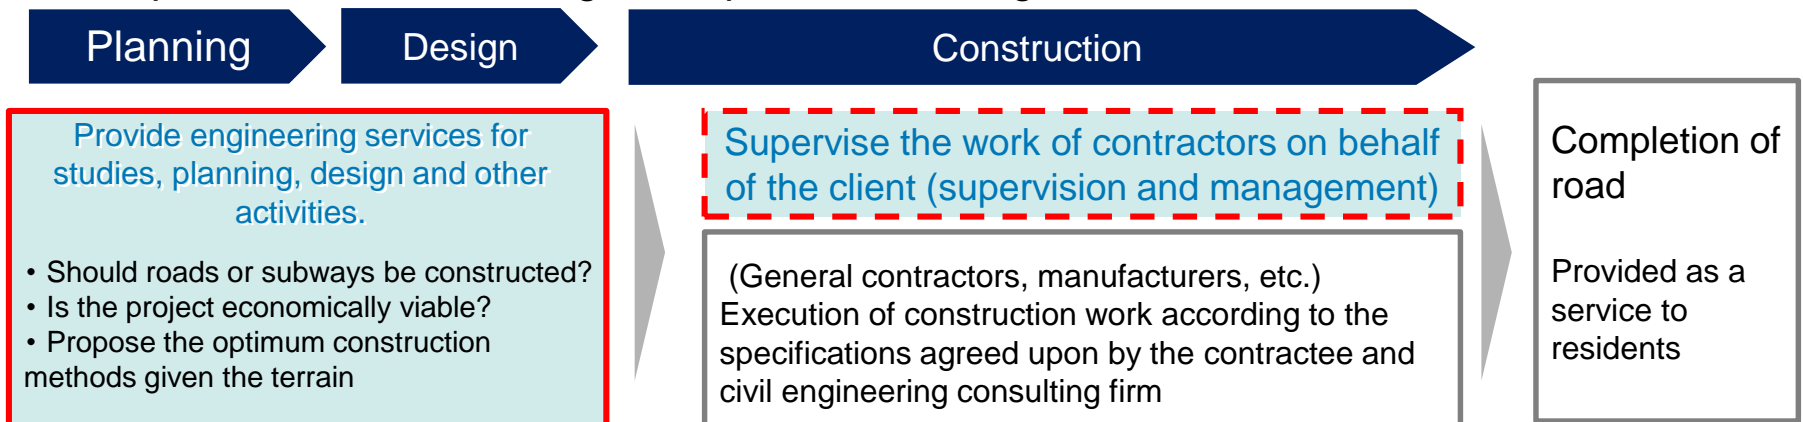 Planning
Design
Construction
Provide engineering services for
studies, planning, design and other
activities.
• Should roads or subways be constructed?
• Is the project economically viable?
• Propose the optimum construction
methods given the terrain
Supervise the work of contractors on behalf
of the client (supervision and management)
(General contractors, manufacturers, etc.)
Execution of construction work according to the
specifications agreed upon by the contractee and
civil engineering consulting firm
Completion of
road
Provided as a
service to
residents